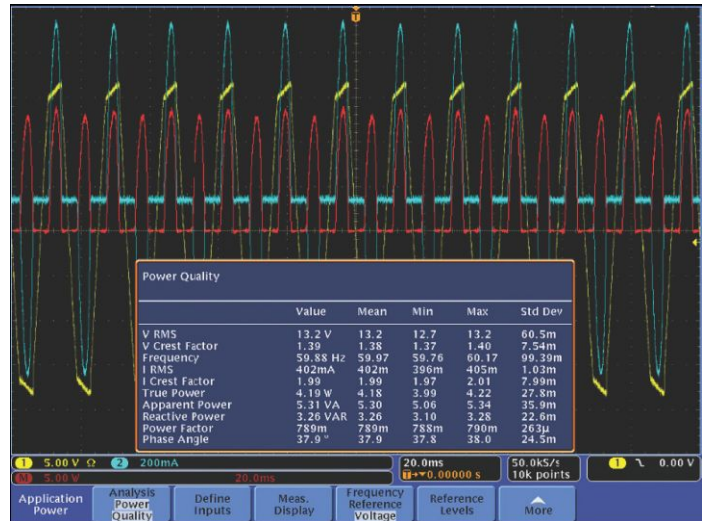 T
Power Quality
Value Mean Min Max Std Dev
V RMS 13.2 V 13.2 12.7 13.2 60.5m
V Crest Factor 1.39 1.38 1.37 1.40 7.54m
Frequency 59.88 Hz 59.97 59.76 60.17 99.39m
I RMS 402mA 402m 396m 405m 1.03m
I Crest Factor 1.99 1.99 1.97 2.01 7.99m
True Power 4.19 W 4.18 3.99 4.22 27.8m
Apparent Power 5.31 VA 5.30 5.06 5.34 35.9m
Reactive Power 3.26 VAR 3.26 3.10 3.28 22.6m
Power Factor 789m 789m 788m 790m 263µ
Phase Angle 37.9 ° 37.9 37.8 38.0 24.5m
1 5.00 V Ω 2 200mA 20.0ms 50.0kS/s 1 0.00 V
M 5.00 W 20.0ms T→▼0.00000 s 10k points
Application Power
Analysis Power Quality
Define Inputs
Meas. Display
Frequency Reference Voltage
Reference Levels
More